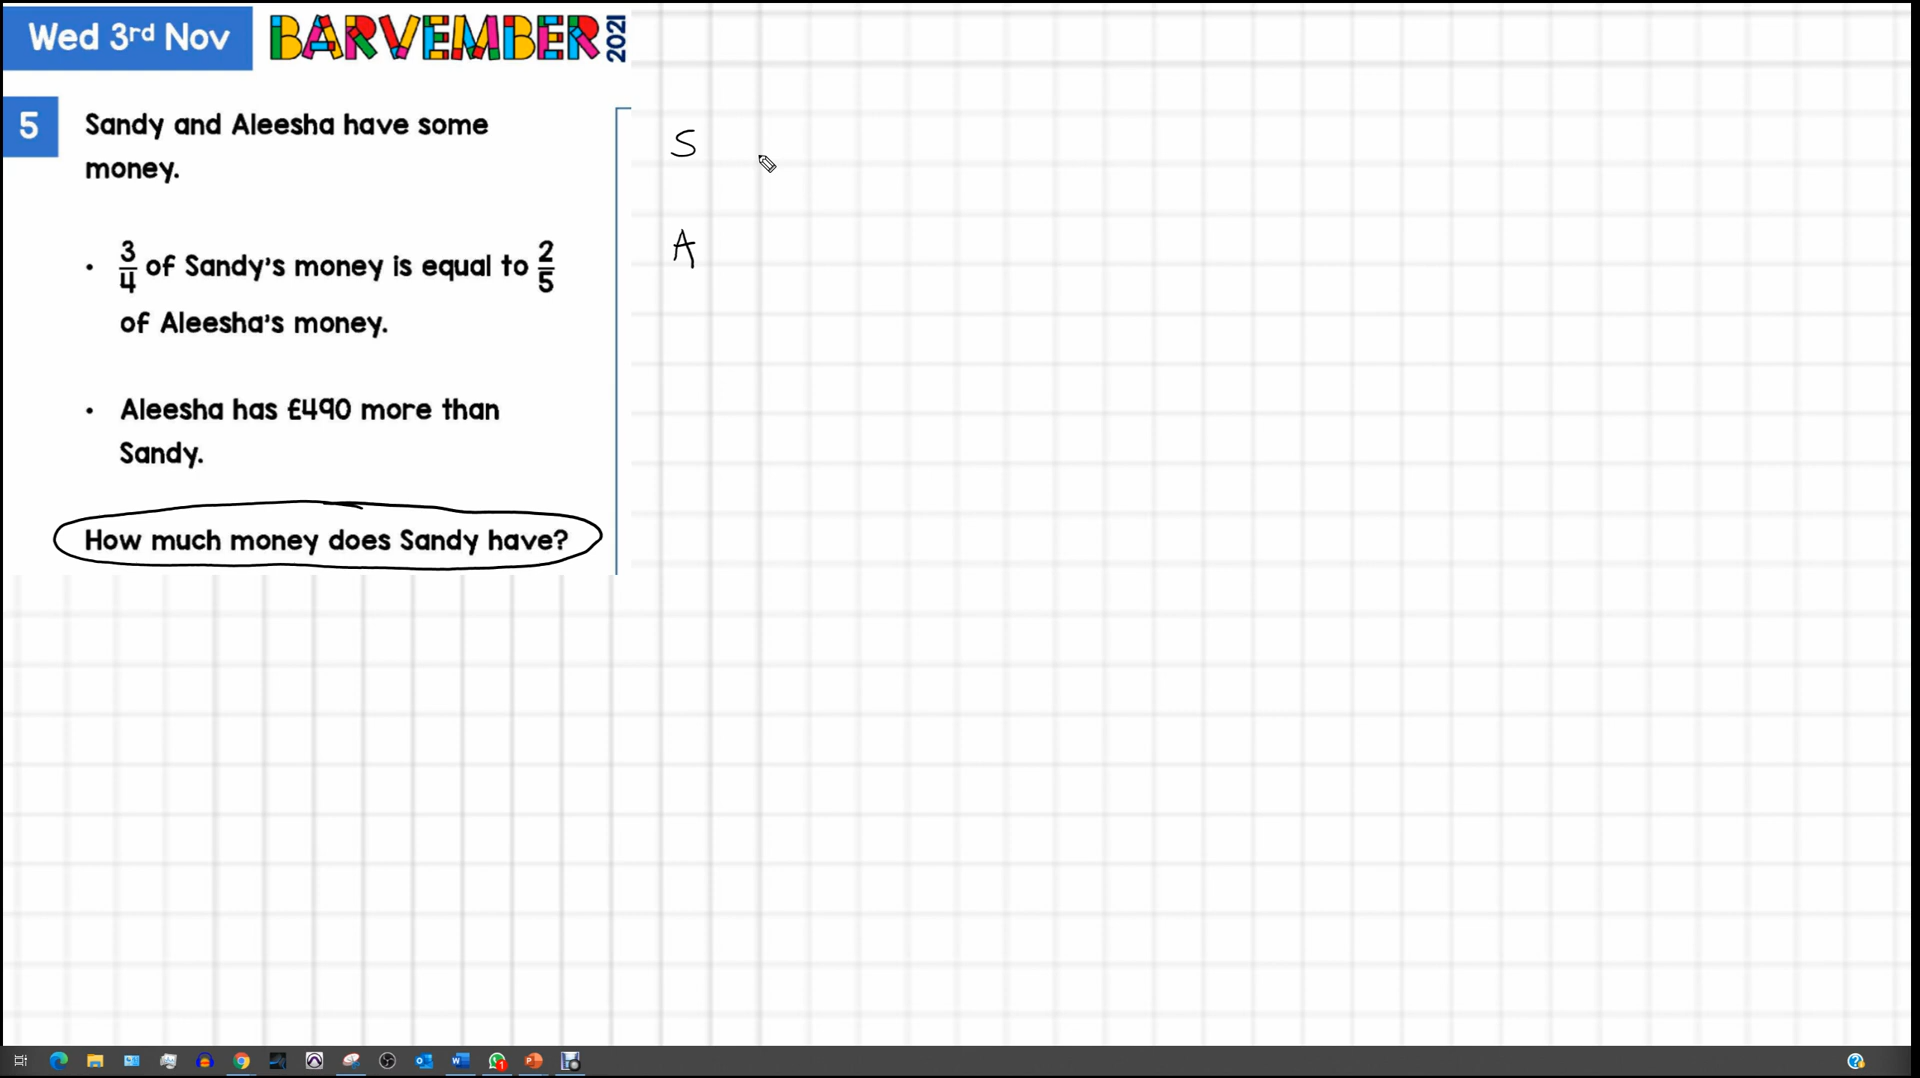 Wed 3rd Nov BARVEMBER 2021
5 Sandy and Aleesha have some
money.
S
A
• 3/4 of Sandy's money is equal to 2/5
of Aleesha's money.
• Aleesha has £490 more than
Sandy.
How much money does Sandy have?